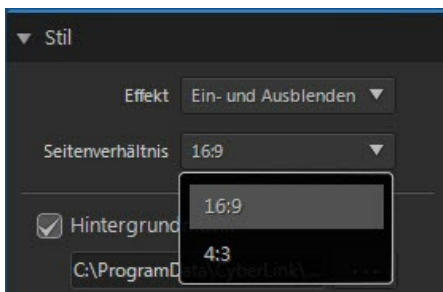 Stil
Effekt Ein- und Ausblenden
Seitenverhältnis 16:9
16:9
Hintergrund
4:3
C:\ProgramData\CyberLink\...